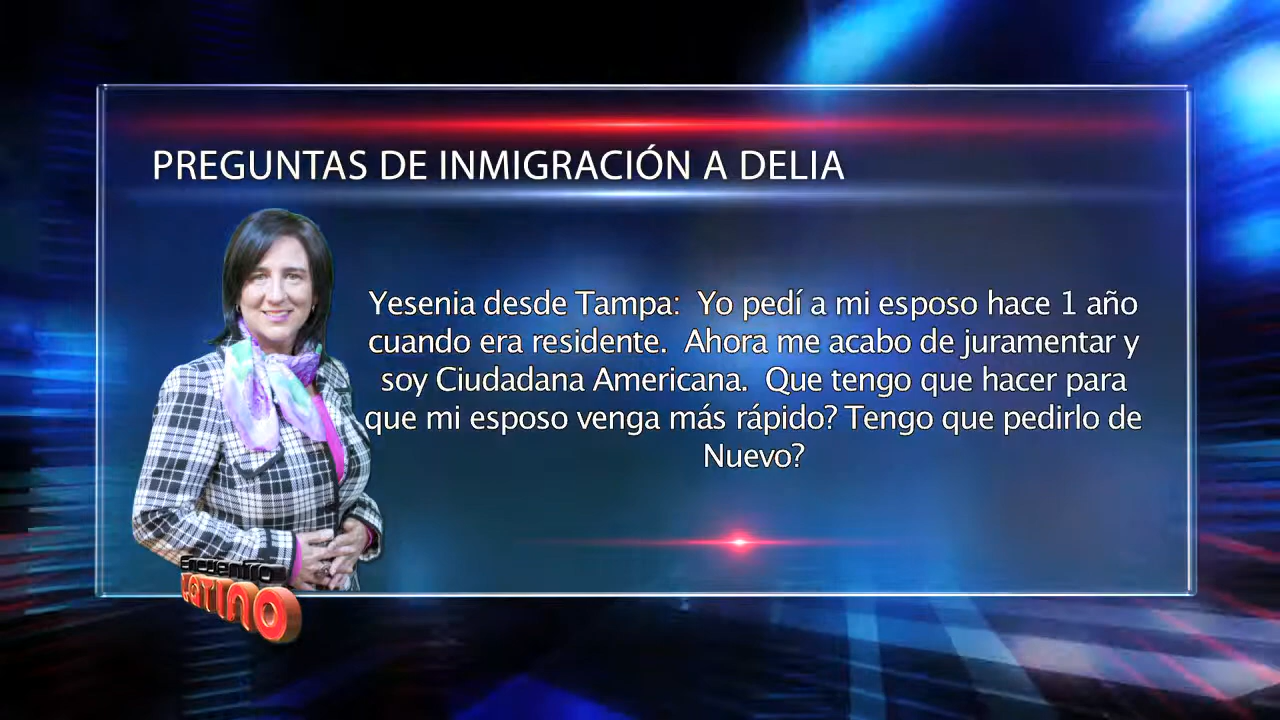 PREGUNTAS DE INMIGRACIÓN A DELIA
Yesenia desde Tampa:  Yo pedí a mi esposo hace 1 año
cuando era residente.  Ahora me acabo de juramentar y
soy Ciudadana Americana.  Que tengo que hacer para
que mi esposo venga más rápido? Tengo que pedirlo de
Nuevo?
Encuentro
LATINO